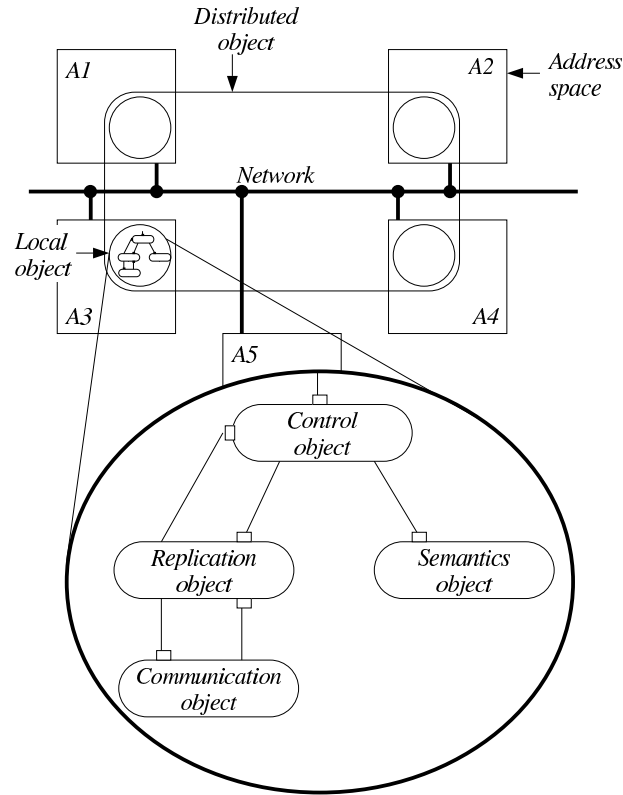 Distributed
object
A1
A2
Address
space
Network
Local
object
A3
A4
A5
Control
object
Replication
object
Semantics
object
Communication
object